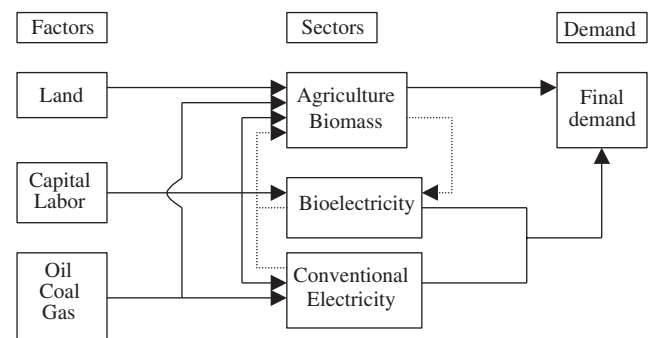 Factors
Sectors
Demand
Land
Agriculture
Biomass
Final
demand
Capital
Labor
Bioelectricity
Oil
Coal
Gas
Conventional
Electricity